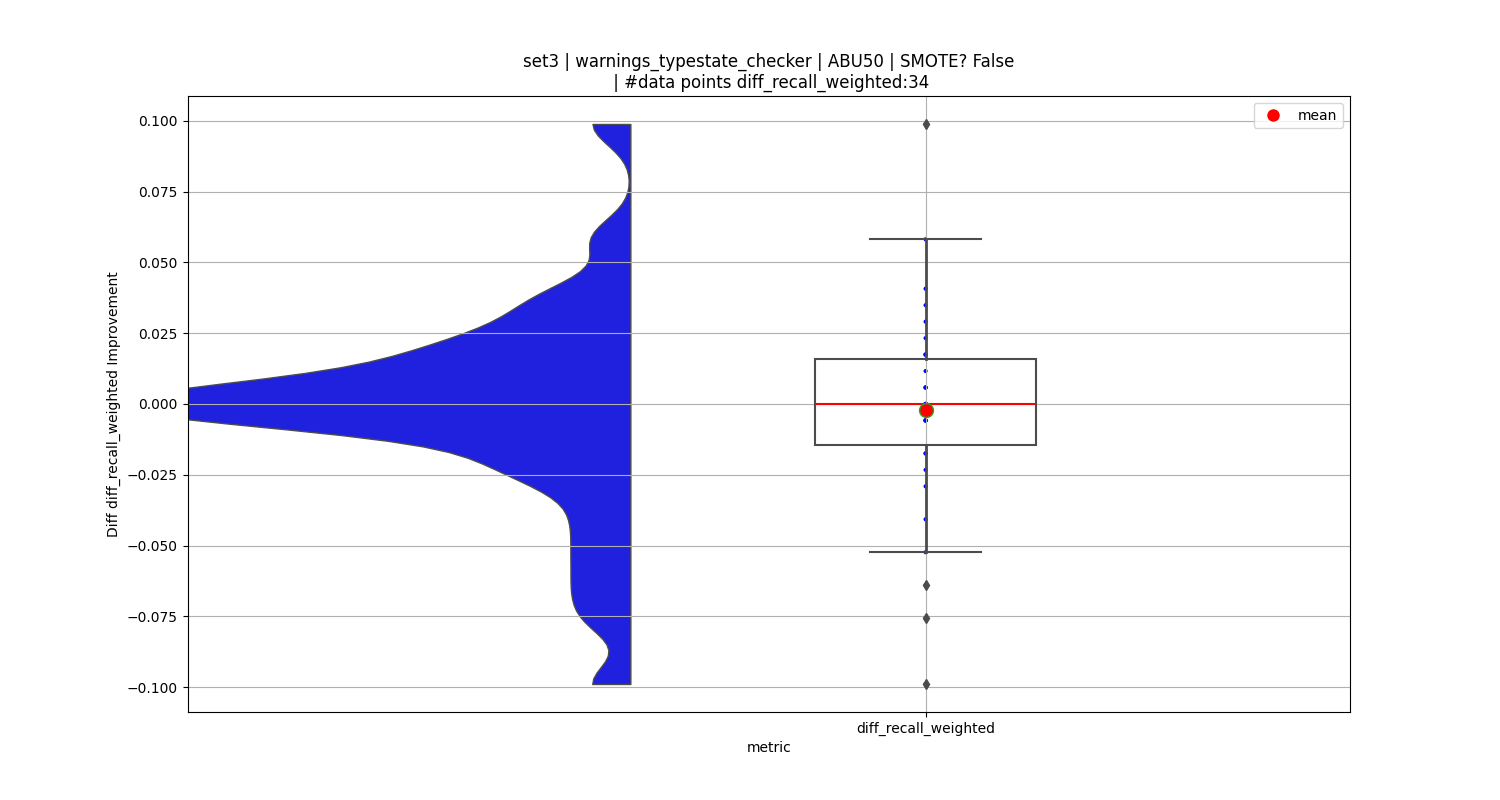 set3 | warnings_typestate_checker | ABU50 | SMOTE? False
| #data points diff_recall_weighted:34
mean
0.100
0.075
0.050
0.025
0.000
−0.025
−0.050
−0.075
−0.100
Diff diff_recall_weighted Improvement
diff_recall_weighted
metric